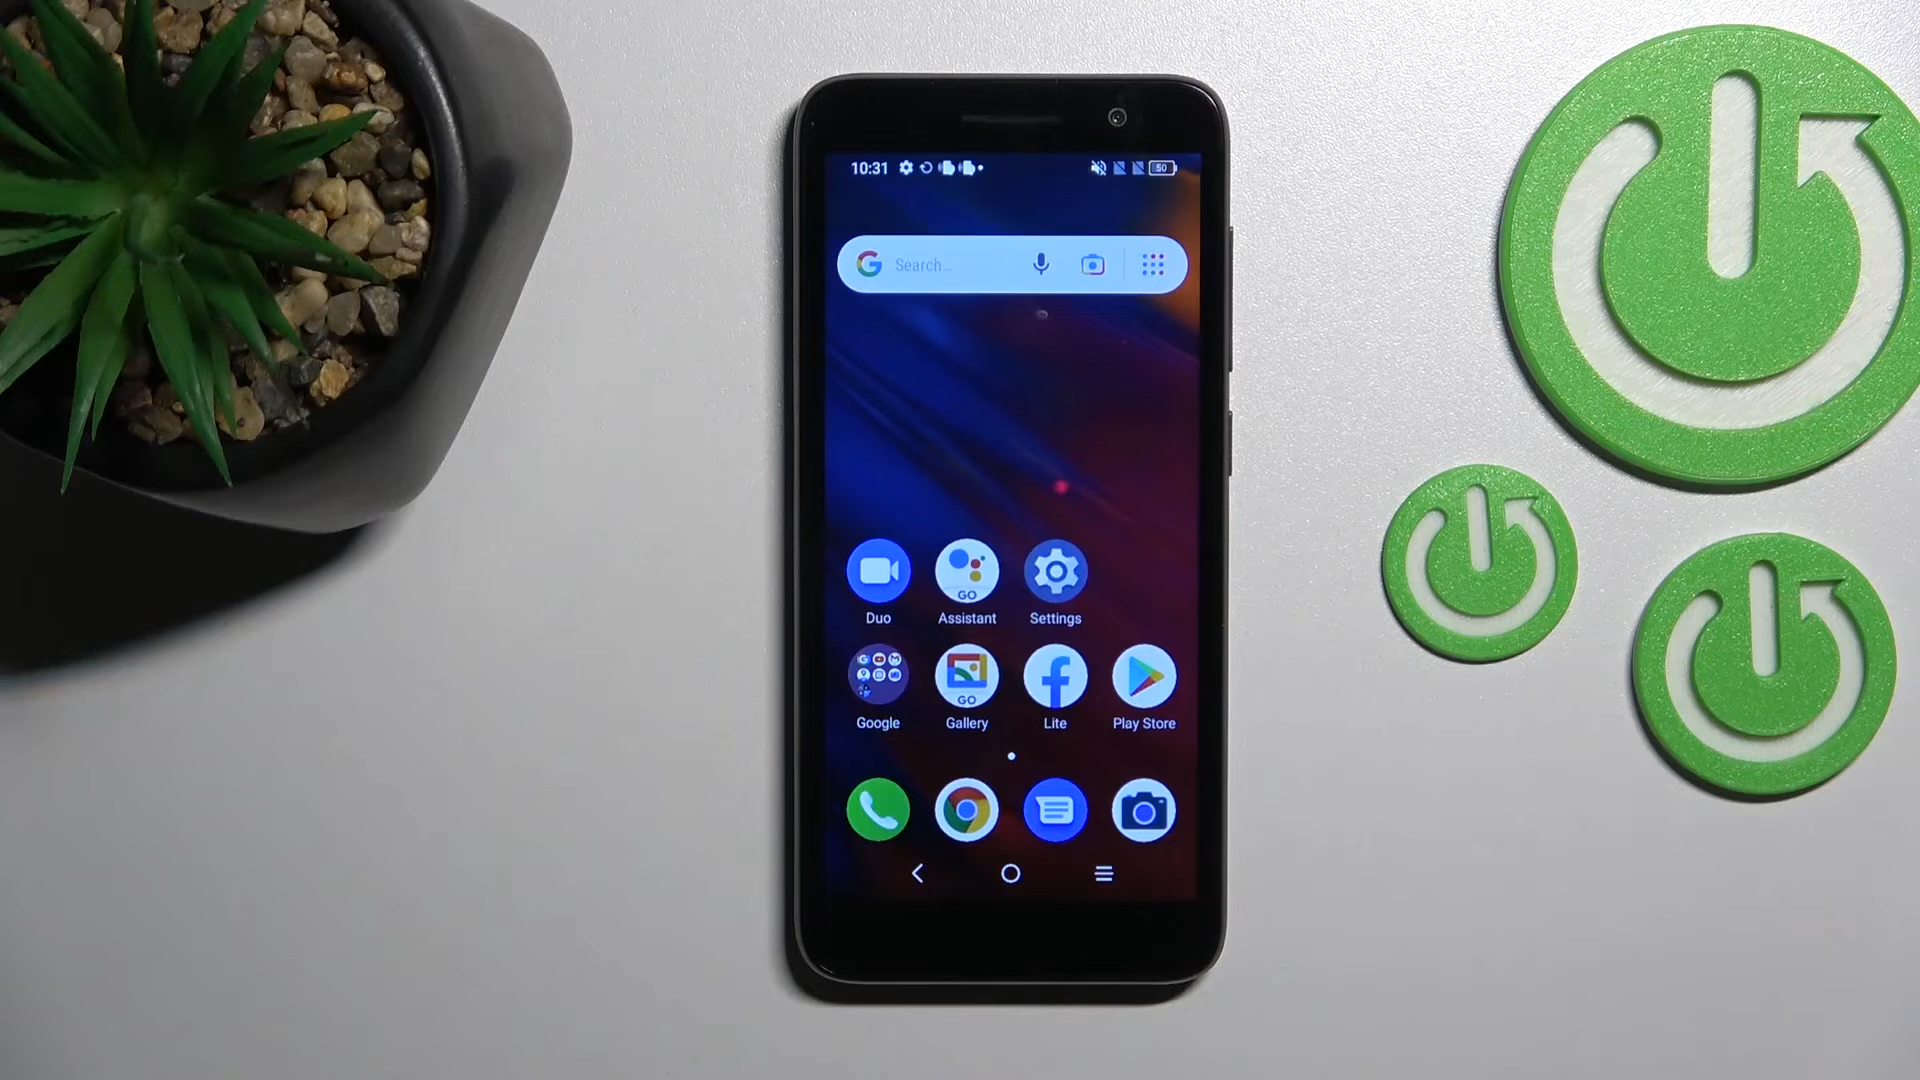 10:31
50
Search...
GO
Duo
Assistant
Settings
GO
Google
Gallery
Lite
Play Store